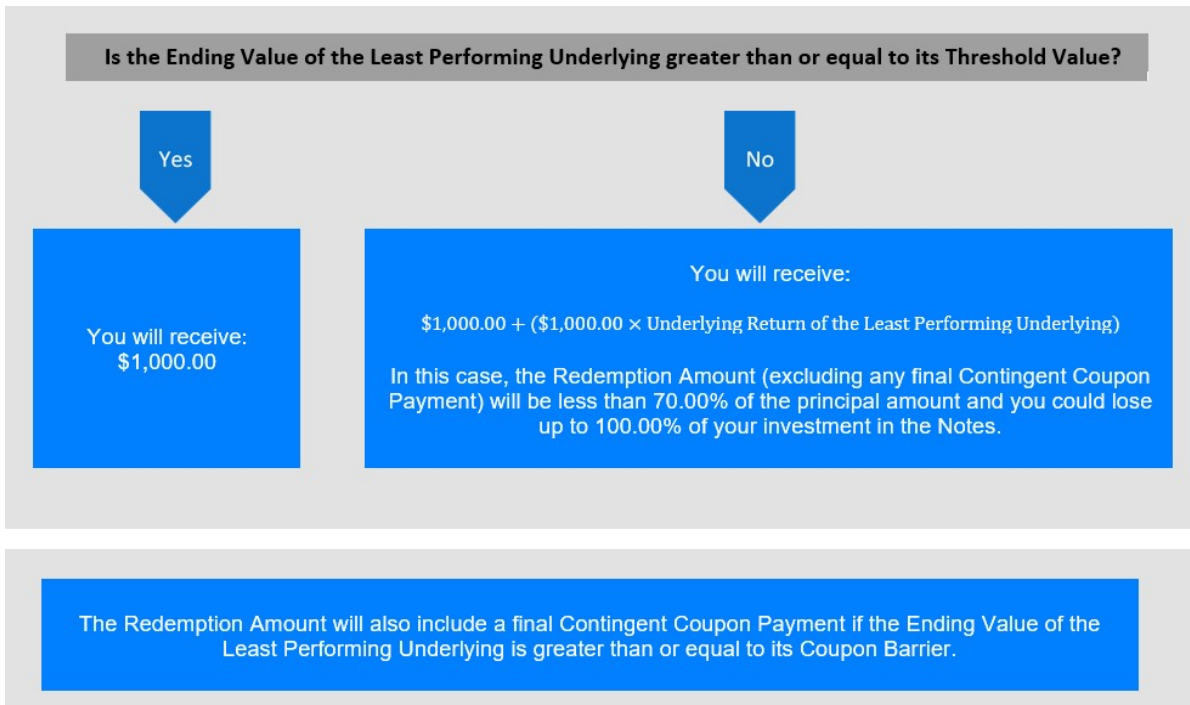 Is the Ending Value of the Least Performing Underlying greater than or equal to its Threshold Value?
Yes
No
You will receive:
$1,000.00
You will receive:
$1,000.00 + ($1,000.00 × Underlying Return of the Least Performing Underlying)
In this case, the Redemption Amount (excluding any final Contingent Coupon
Payment) will be less than 70.00% of the principal amount and you could lose
up to 100.00% of your investment in the Notes.
The Redemption Amount will also include a final Contingent Coupon Payment if the Ending Value of the
Least Performing Underlying is greater than or equal to its Coupon Barrier.